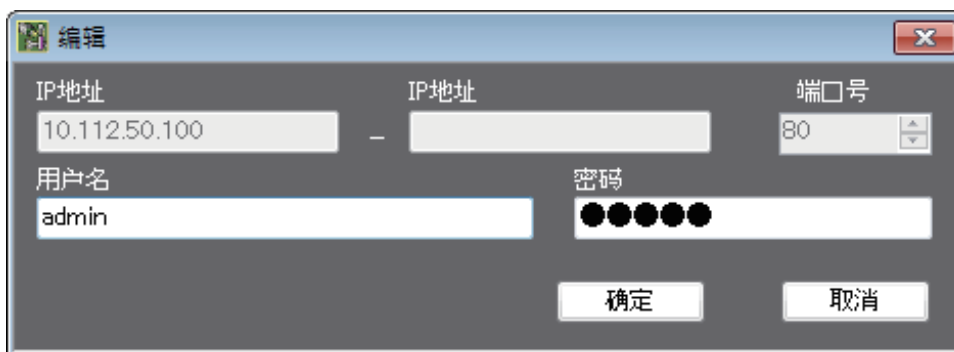 编辑
IP地址 IP地址 端口号
10.112.50.100 – 80
用户名 密码
admin ●●●●●
确定 取消